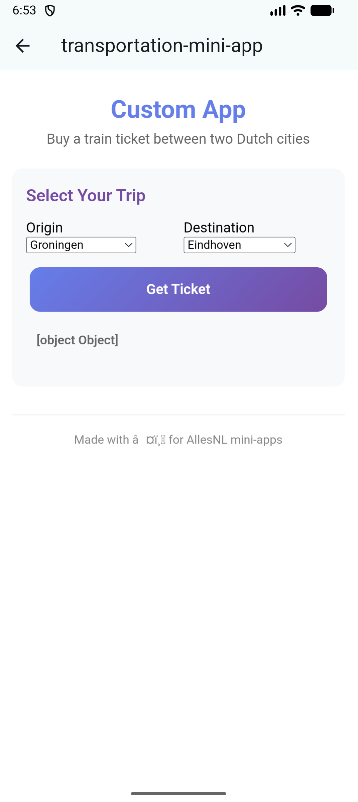 6:53
transportation-mini-app
Custom App
Buy a train ticket between two Dutch cities
Select Your Trip
Origin Destination
Groningen Eindhoven
Get Ticket
[object Object]
Made with â for AllesNL mini-apps